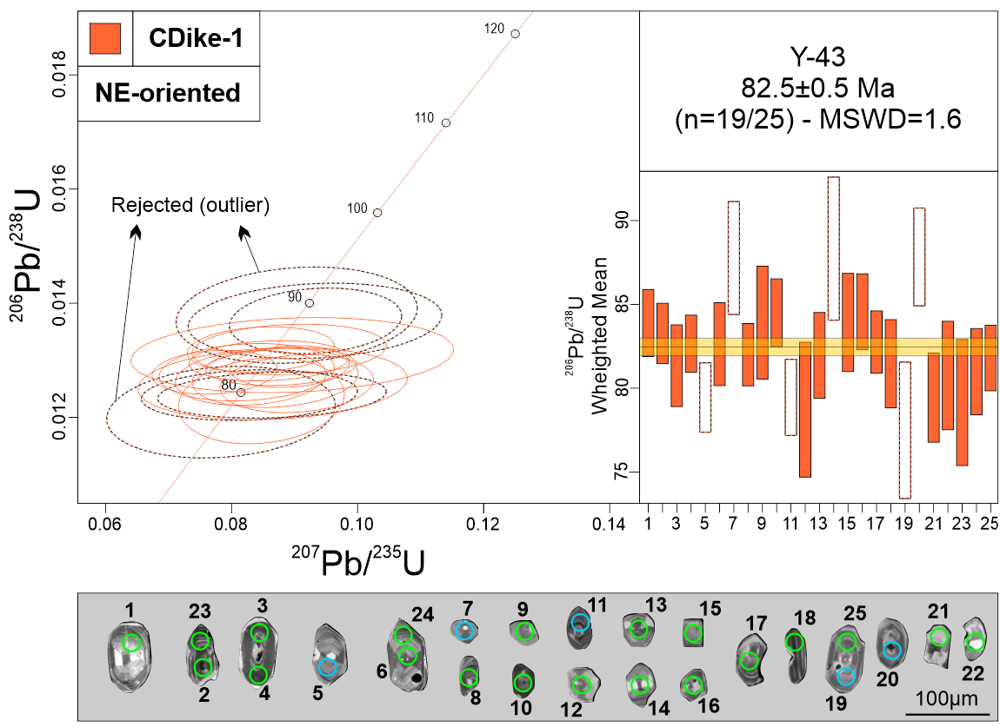 CDike-1
NE-oriented
Y-43
82.5±0.5 Ma
(n=19/25) - MSWD=1.6
120
110
100
90
80
Rejected (outlier)
0.018
0.016
0.014
0.012
²⁰⁶Pb/²³⁸U
0.06 0.08 0.10 0.12 0.14
²⁰⁷Pb/²³⁵U
90
85
80
75
²⁰⁶Pb/²³⁸U
Wheighted Mean
1 3 5 7 9 11 13 15 17 19 21 23 25
1 23 3 24 7 9 11 13 15 17 18 25 21
2 4 5 6 8 10 12 14 16 19 20 22
100µm